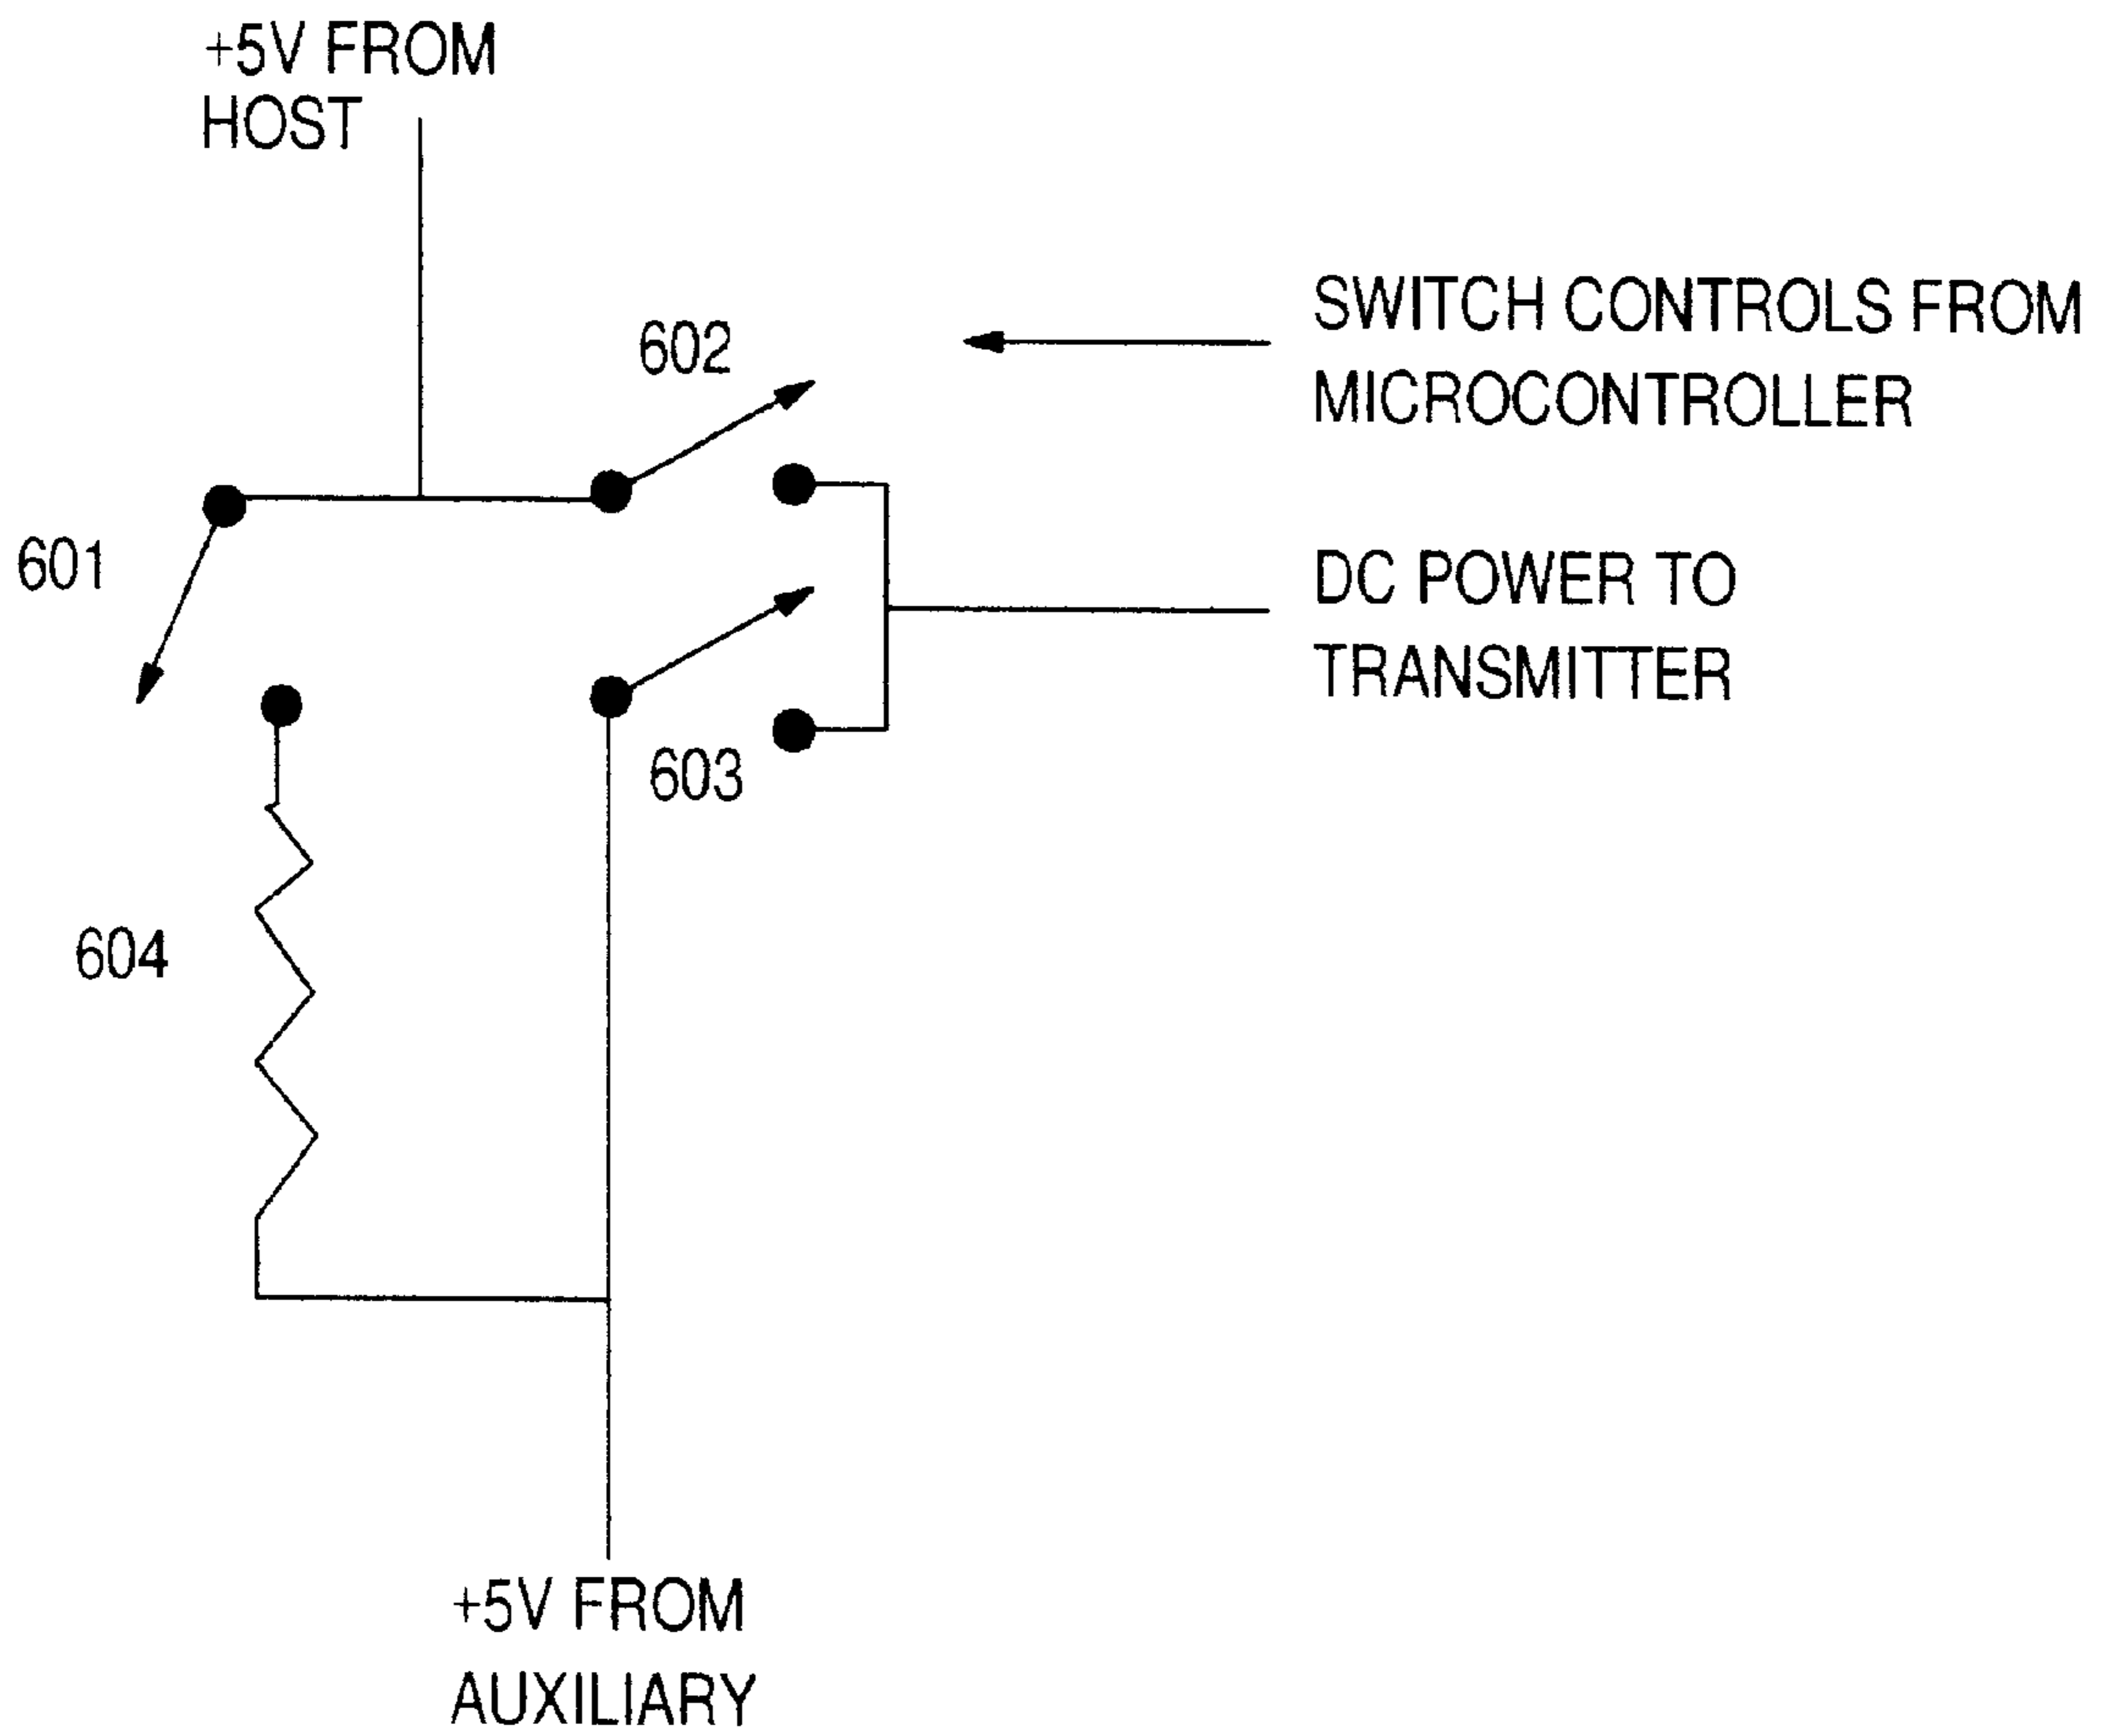 +5V FROM
HOST
602
SWITCH CONTROLS FROM
MICROCONTROLLER
601
DC POWER TO
TRANSMITTER
603
604
+5V FROM
AUXILIARY